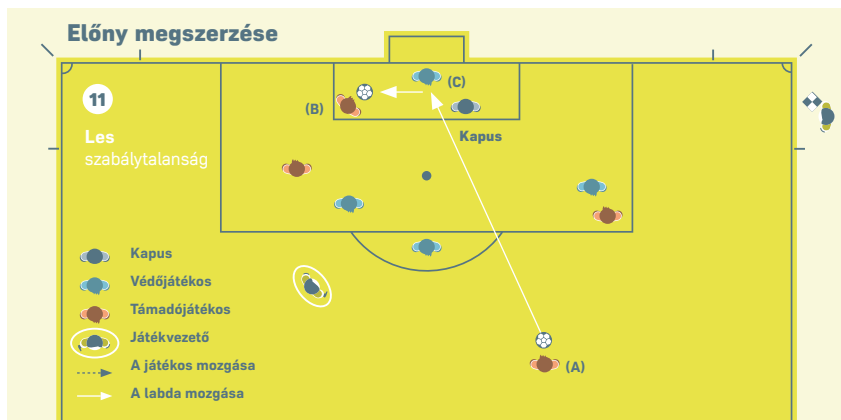 Előny megszerzése
11
Les
szabálytalanság
(C)
(B)
Kapus
(A)
Kapus
Védőjátékos
Támadójátékos
Játékvezető
A játékos mozgása
A labda mozgása